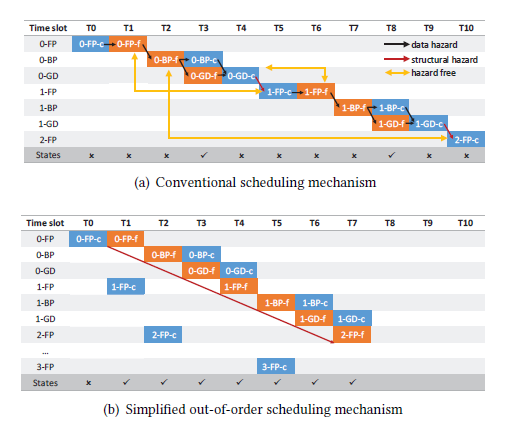 Time slot T0 T1 T2 T3 T4 T5 T6 T7 T8 T9 T10
0-FP 0-FP-c 0-FP-f data hazard
0-BP 0-BP-f 0-BP-c structural hazard
0-GD 0-GD-f 0-GD-c hazard free
1-FP 1-FP-c 1-FP-f
1-BP 1-BP-f 1-BP-c
1-GD 1-GD-f 1-GD-c
2-FP 2-FP-c
States × × × ✓ × × × × ✓ × ×
(a) Conventional scheduling mechanism
Time slot T0 T1 T2 T3 T4 T5 T6 T7 T8 T9 T10
0-FP 0-FP-c 0-FP-f
0-BP 0-BP-f 0-BP-c
0-GD 0-GD-f 0-GD-c
1-FP 1-FP-c 1-FP-f
1-BP 1-BP-f 1-BP-c
1-GD 1-GD-f 1-GD-c
2-FP 2-FP-c 2-FP-f
...
3-FP 3-FP-c
States × ✓ ✓ ✓ ✓ ✓ ✓ ✓
(b) Simplified out-of-order scheduling mechanism